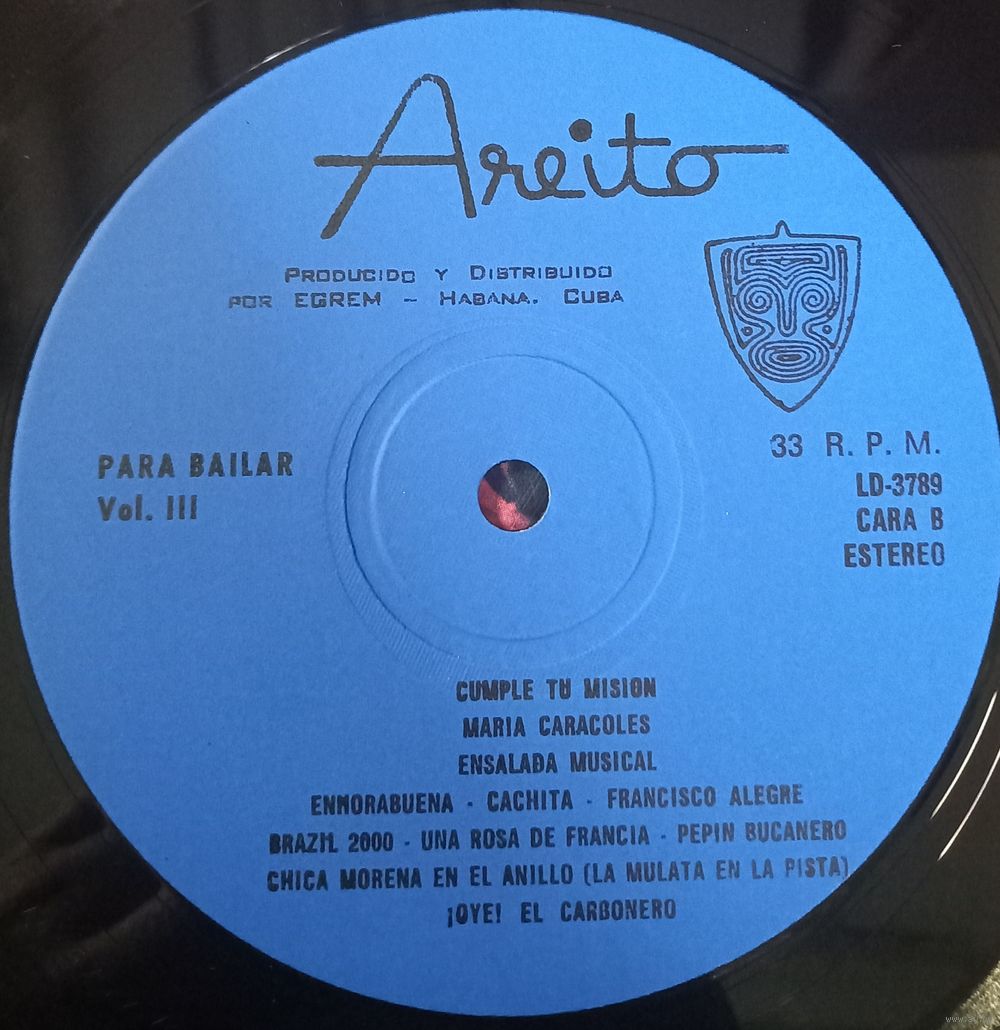 Areito
PRODUCIDO Y DISTRIBUIDO
POR EGREM - HABANA. CUBA
PARA BAILAR
Vol. III
33 R. P. M.
LD-3789
CARA B
ESTEREO
CUMPLE TU MISION
MARIA CARACOLES
ENSALADA MUSICAL
ENHORABUENA - CACHITA - FRANCISCO ALEGRE
BRAZIL 2000 - UNA ROSA DE FRANCIA - PEPIN BUCANERO
CHICA MORENA EN EL ANILLO (LA MULATA EN LA PISTA)
¡OYE! EL CARBONERO